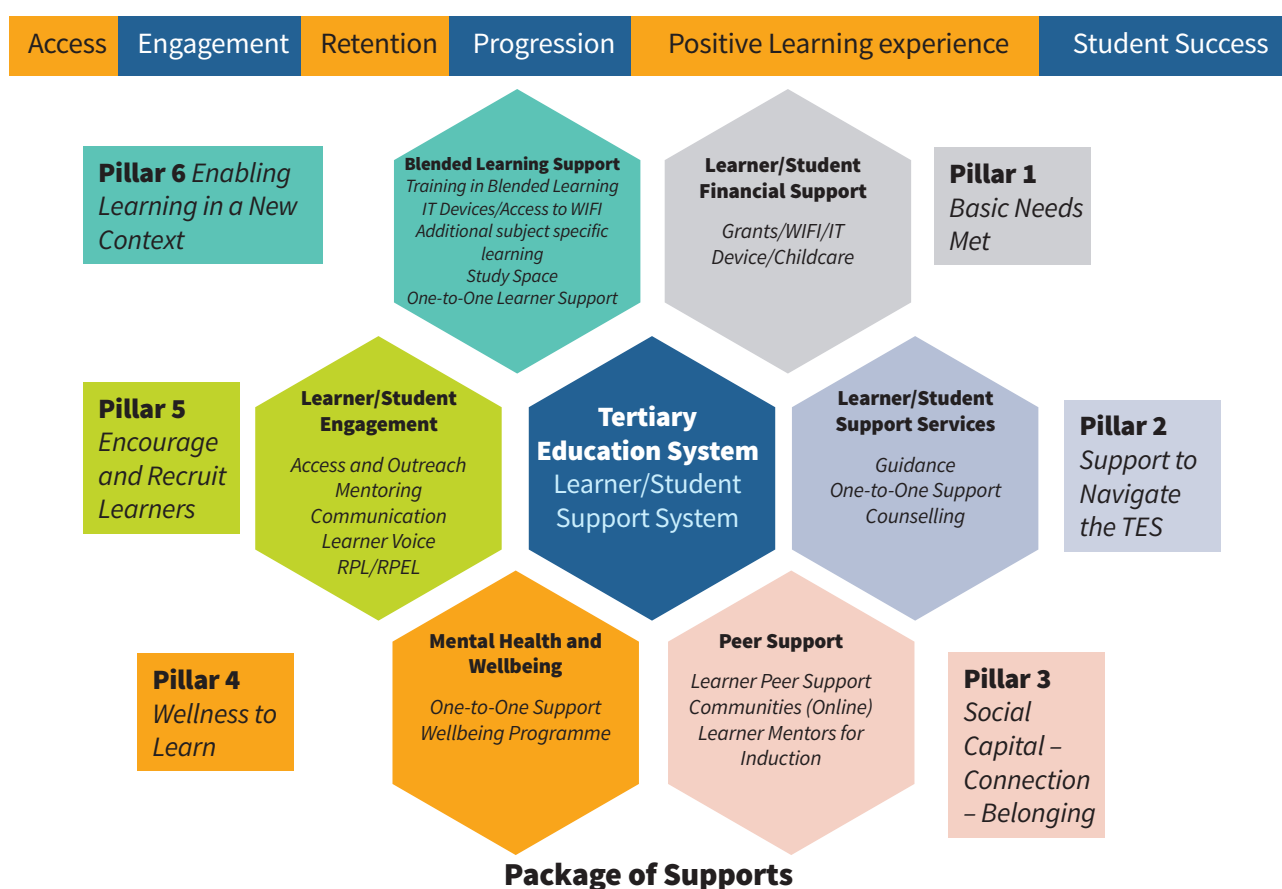 Access Engagement Retention Progression Positive Learning experience Student Success
Pillar 6 Enabling
Learning in a New
Context
Blended Learning Support
Training in Blended Learning
IT Devices/Access to WIFI
Additional subject specific
learning
Study Space
One-to-One Learner Support
Learner/Student
Financial Support
Grants/WIFI/IT
Device/Childcare
Pillar 1
Basic Needs
Met
Pillar 5
Encourage
and Recruit
Learners
Learner/Student
Engagement
Access and Outreach
Mentoring
Communication
Learner Voice
RPL/RPEL
Tertiary
Education System
Learner/Student
Support System
Learner/Student
Support Services
Guidance
One-to-One Support
Counselling
Pillar 2
Support to
Navigate
the TES
Pillar 4
Wellness to
Learn
Mental Health and
Wellbeing
One-to-One Support
Wellbeing Programme
Peer Support
Learner Peer Support
Communities (Online)
Learner Mentors for
Induction
Pillar 3
Social
Capital –
Connection
– Belonging
Package of Supports